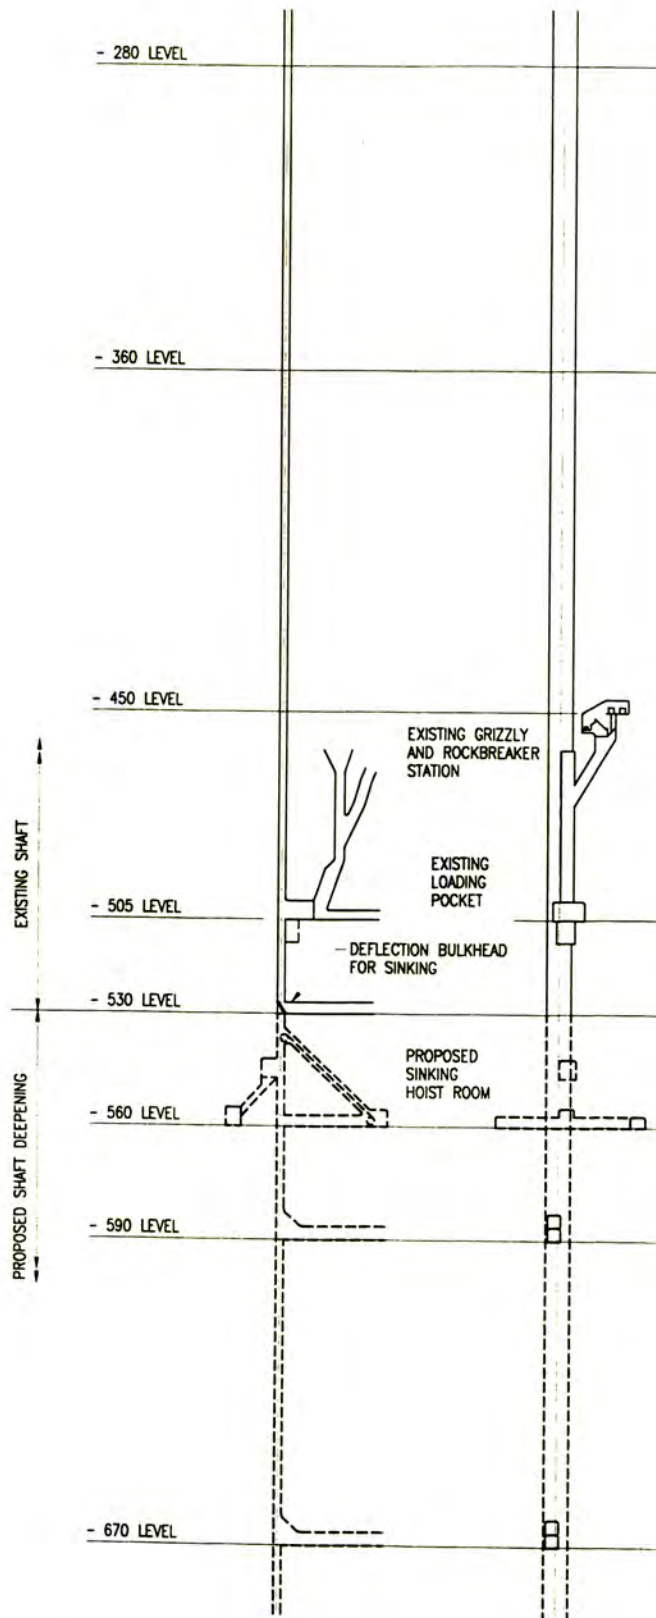 - 280 LEVEL
- 360 LEVEL
- 450 LEVEL
EXISTING GRIZZLY
AND ROCKBREAKER
STATION
EXISTING SHAFT
EXISTING
LOADING
POCKET
- 505 LEVEL
- DEFLECTION BULKHEAD
FOR SINKING
- 530 LEVEL
PROPOSED
SINKING
HOIST ROOM
- 560 LEVEL
PROPOSED SHAFT DEEPENING
- 590 LEVEL
- 670 LEVEL